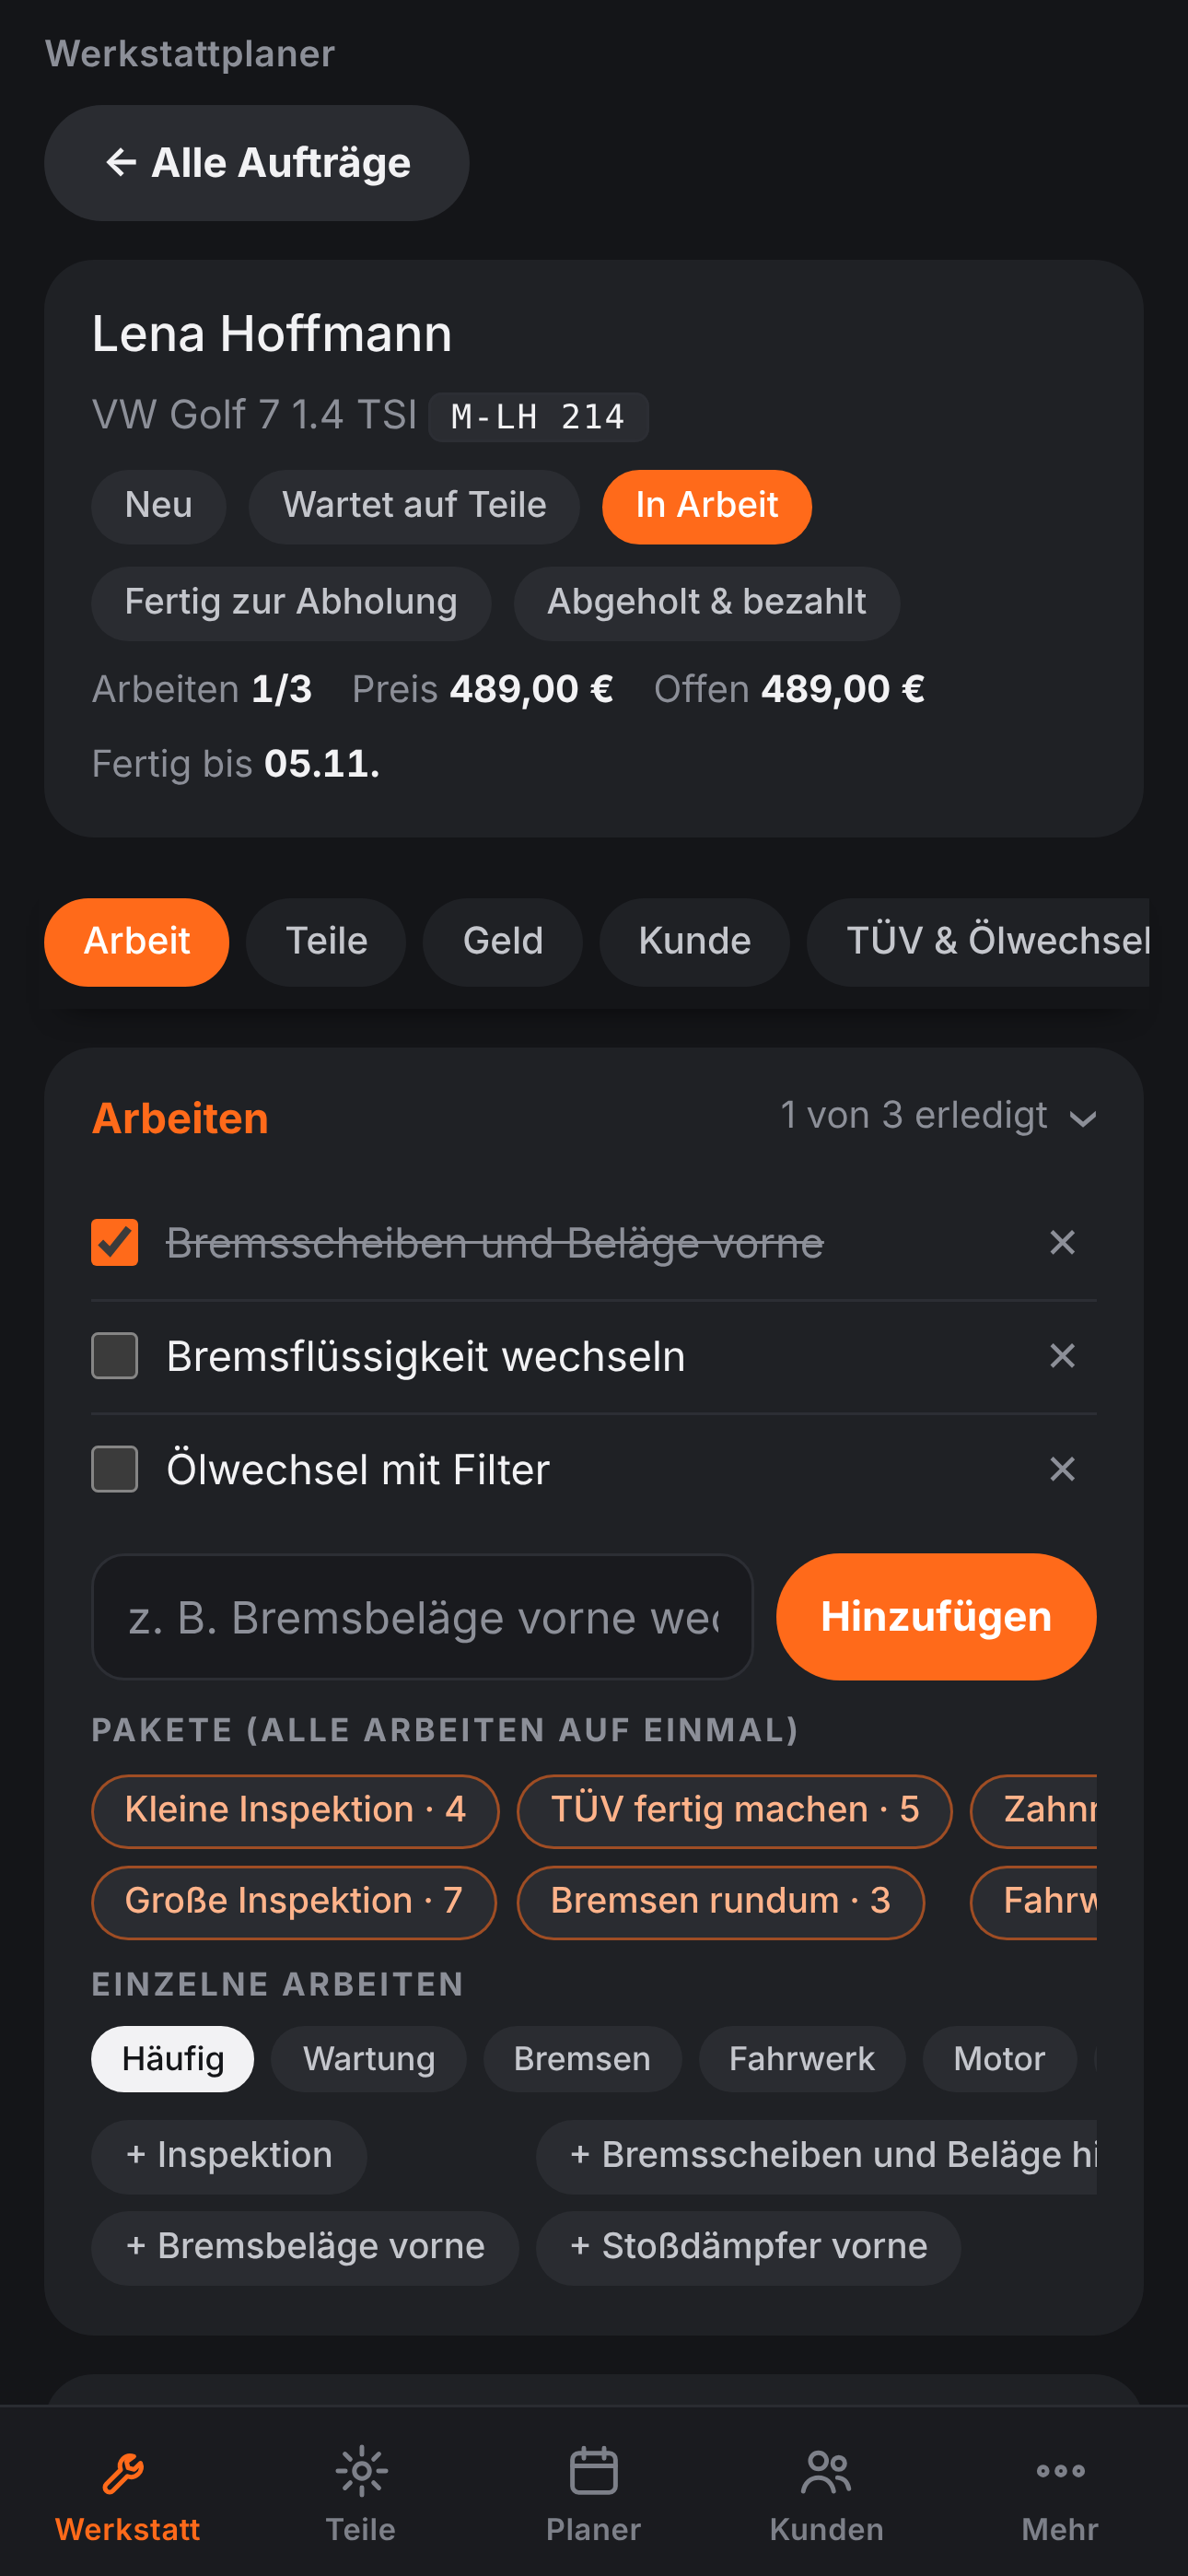 Werkstattplaner
← Alle Aufträge
Lena Hoffmann
VW Golf 7 1.4 TSI M-LH 214
Neu Wartet auf Teile In Arbeit
Fertig zur Abholung Abgeholt & bezahlt
Arbeiten 1/3 Preis 489,00 € Offen 489,00 €
Fertig bis 05.11.
Arbeit Teile Geld Kunde TÜV & Ölwechsel
Arbeiten 1 von 3 erledigt
Bremsscheiben und Beläge vorne ×
Bremsflüssigkeit wechseln ×
Ölwechsel mit Filter ×
z. B. Bremsbeläge vorne Hinzufügen
PAKETE (ALLE ARBEITEN AUF EINMAL)
Kleine Inspektion · 4 TÜV fertig machen · 5
Große Inspektion · 7 Bremsen rundum · 3
EINZELNE ARBEITEN
Häufig Wartung Bremsen Fahrwerk Motor
+ Inspektion + Bremsscheiben und Beläge
+ Bremsbeläge vorne + Stoßdämpfer vorne
Werkstatt Teile Planer Kunden Mehr